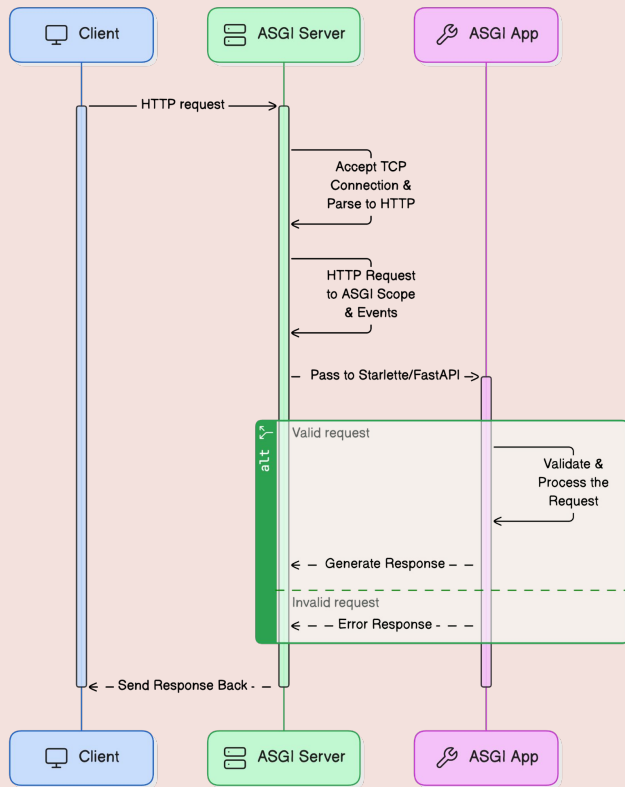 Client
ASGI Server
ASGI App
HTTP request
Accept TCP
Connection &
Parse to HTTP
HTTP Request
to ASGI Scope
& Events
Pass to Starlette/FastAPI
alt
Valid request
Validate &
Process the
Request
Generate Response
Invalid request
Error Response
Send Response Back
Client
ASGI Server
ASGI App